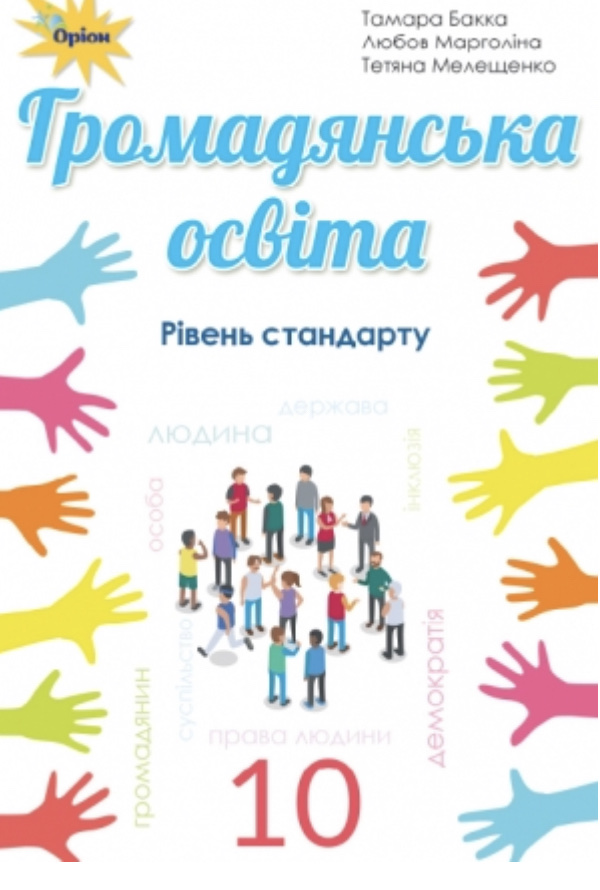 Оріон
Тамара Бакка
Любов Марголіна
Тетяна Мелещенко
Громадянська
освіта
Рівень стандарту
держава
людина
інклюзія
особа
суспільство
демократія
громадянин
права людини
10